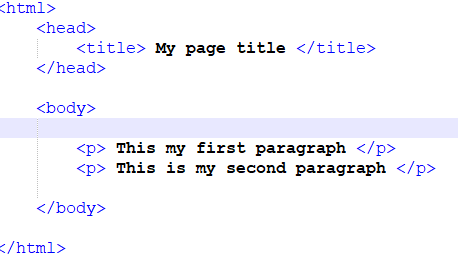 <html>
<head>
<title> My page title </title>
</head>
<body>
<p> This my first paragraph </p>
<p> This is my second paragraph </p>
</body>
</html>